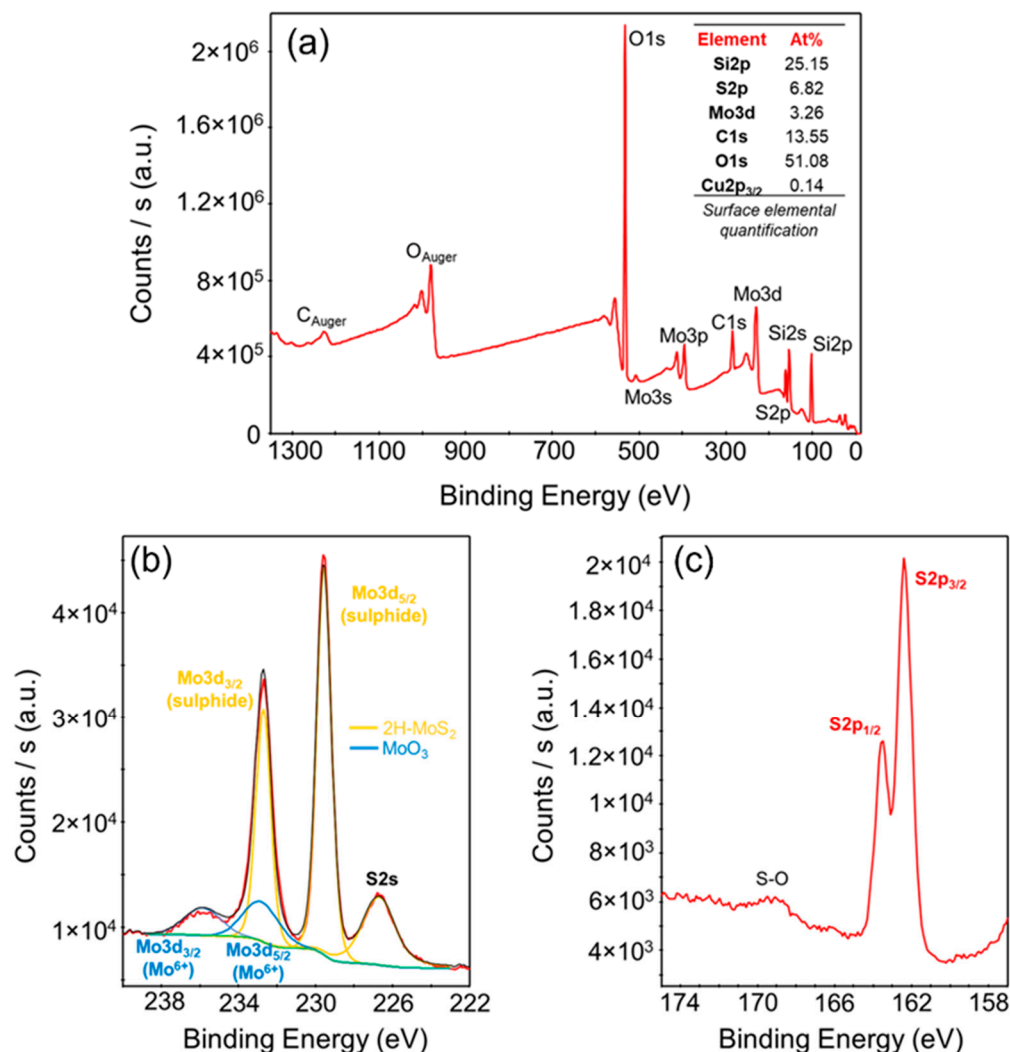 (a)
O1s
Element At%
Si2p 25.15
S2p 6.82
Mo3d 3.26
C1s 13.55
O1s 51.08
Cu2p₃/₂ 0.14
Surface elemental
quantification
2×10⁶
1.6×10⁶
1.2×10⁶
8×10⁵
4×10⁵
0
Counts / s (a.u.)
C_Auger
O_Auger
Mo3s
Mo3p
C1s
Mo3d
S2p
Si2s
Si2p
1300 1100 900 700 500 300 100 0
Binding Energy (eV)
(b)
Mo3d₅/₂
(sulphide)
Mo3d₃/₂
(sulphide)
2H-MoS₂
MoO₃
S2s
Mo3d₃/₂
(Mo⁶⁺)
Mo3d₅/₂
(Mo⁶⁺)
4×10⁴
3×10⁴
2×10⁴
1×10⁴
Counts / s (a.u.)
238 234 230 226 222
Binding Energy (eV)
(c)
S2p₃/₂
S2p₁/₂
S-O
2×10⁴
1.8×10⁴
1.6×10⁴
1.4×10⁴
1.2×10⁴
1×10⁴
8×10³
6×10³
4×10³
Counts / s (a.u.)
174 170 166 162 158
Binding Energy (eV)